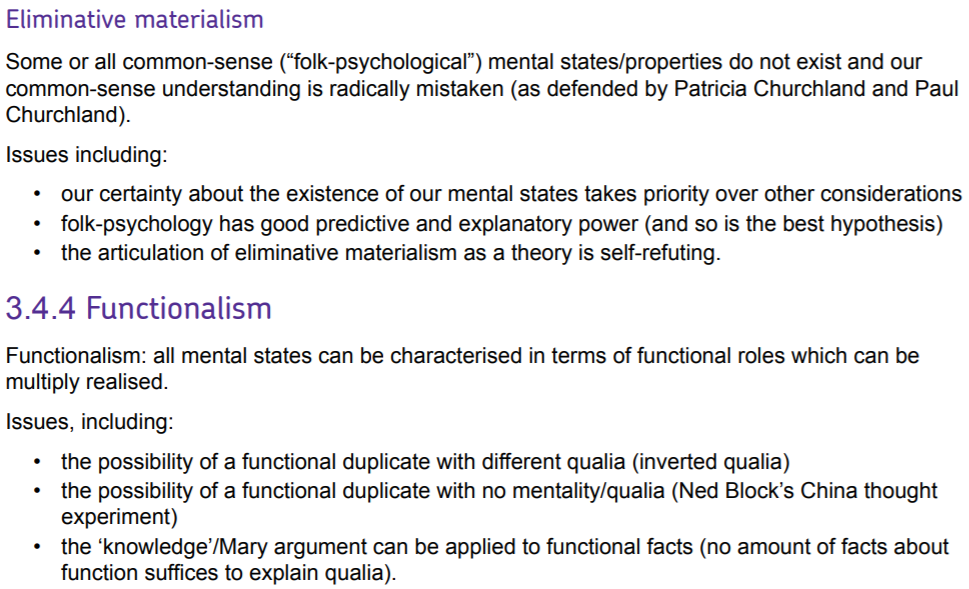 Eliminative materialism
Some or all common-sense (“folk-psychological”) mental states/properties do not exist and our
common-sense understanding is radically mistaken (as defended by Patricia Churchland and Paul
Churchland).
Issues including:
• our certainty about the existence of our mental states takes priority over other considerations
• folk-psychology has good predictive and explanatory power (and so is the best hypothesis)
• the articulation of eliminative materialism as a theory is self-refuting.
3.4.4 Functionalism
Functionalism: all mental states can be characterised in terms of functional roles which can be
multiply realised.
Issues, including:
• the possibility of a functional duplicate with different qualia (inverted qualia)
• the possibility of a functional duplicate with no mentality/qualia (Ned Block’s China thought
experiment)
• the ‘knowledge’/Mary argument can be applied to functional facts (no amount of facts about
function suffices to explain qualia).